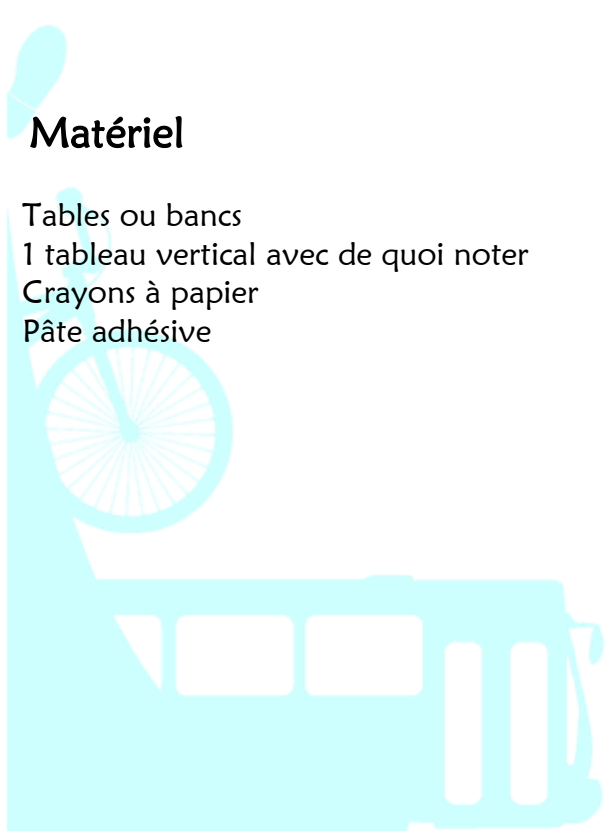 Matériel
Tables ou bancs
1 tableau vertical avec de quoi noter
Crayons à papier
Pâte adhésive